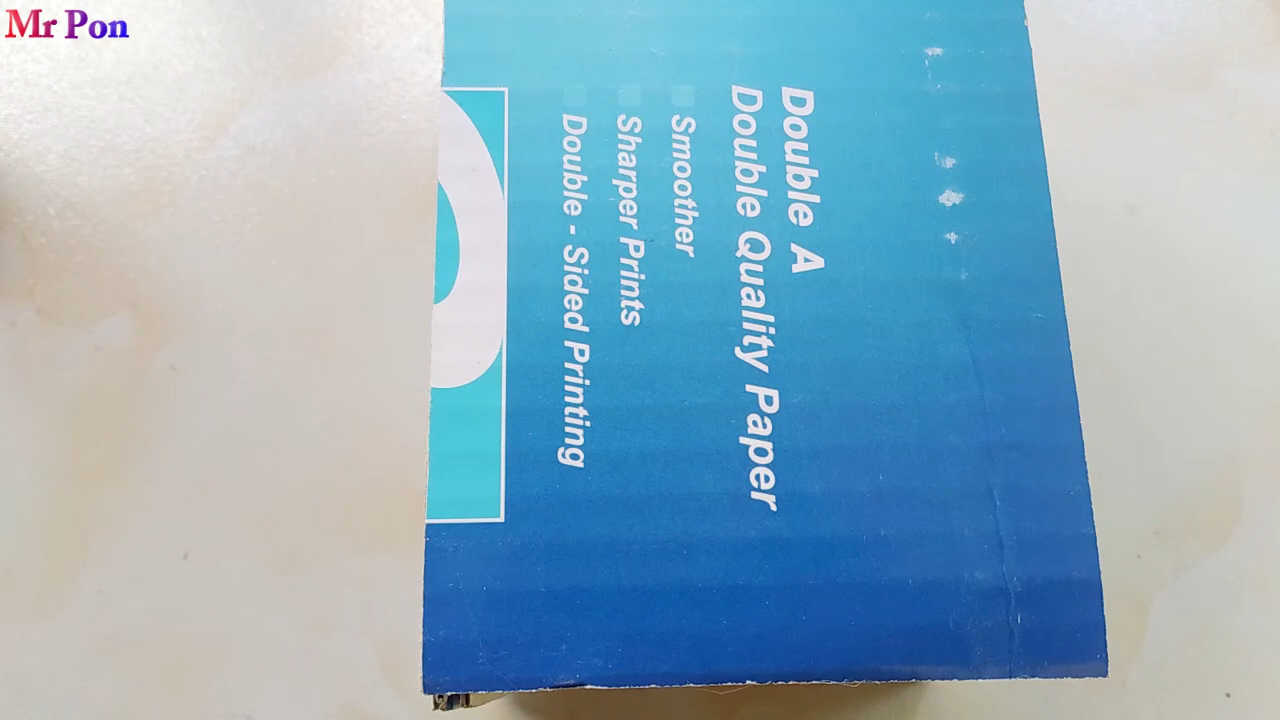 Mr Pon
Double A
Double Quality Paper
Smoother
Sharper Prints
Double - Sided Printing